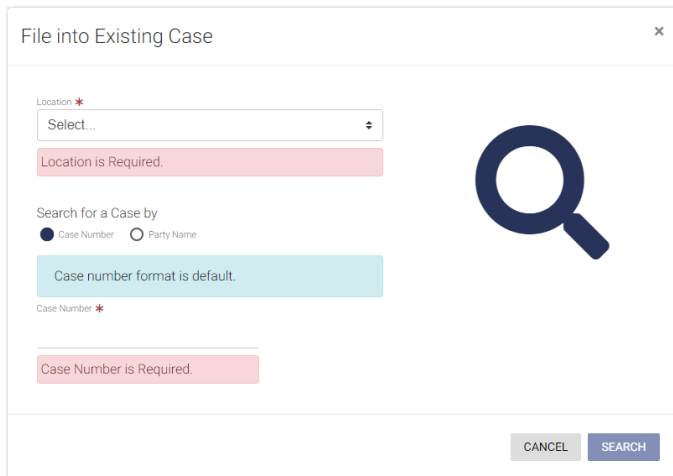 File into Existing Case
×
Location *
Select...
Location is Required.
Search for a Case by
Case Number Party Name
Case number format is default.
Case Number *
Case Number is Required.
CANCEL SEARCH